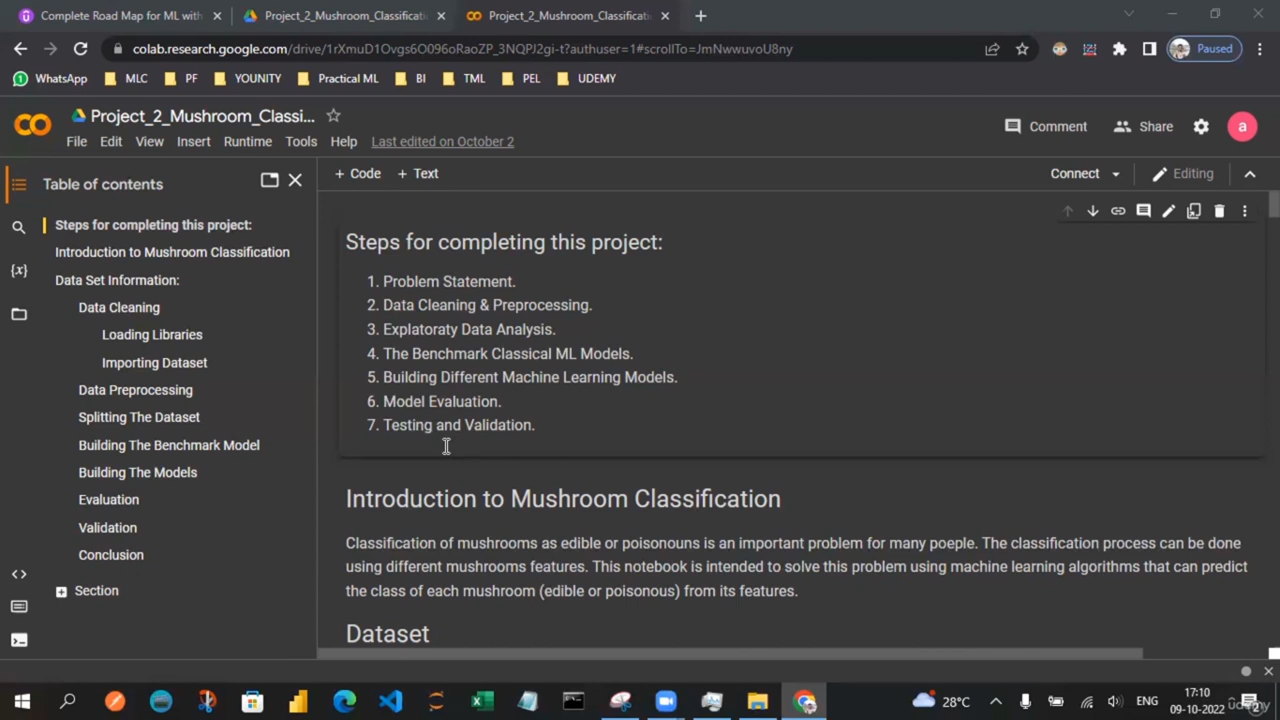 Complete Road Map for ML with
Project_2_Mushroom_Classificati
Project_2_Mushroom_Classificati
colab.research.google.com/drive/1rXmuD1Ovgs6O096oRaoZP_3NQPJ2gi-t?authuser=1#scrollTo=JmNwwuvoU8ny
Paused
WhatsApp
MLC
PF
YOUNITY
Practical ML
BI
TML
PEL
UDEMY
Project_2_Mushroom_Classi...
File Edit View Insert Runtime Tools Help Last edited on October 2
Comment
Share
a
Table of contents
+ Code + Text
Connect
Editing
Steps for completing this project:
Introduction to Mushroom Classification
Data Set Information:
Data Cleaning
Loading Libraries
Importing Dataset
Data Preprocessing
Splitting The Dataset
Building The Benchmark Model
Building The Models
Evaluation
Validation
Conclusion
Section
Steps for completing this project:
1. Problem Statement.
2. Data Cleaning & Preprocessing.
3. Explatoraty Data Analysis.
4. The Benchmark Classical ML Models.
5. Building Different Machine Learning Models.
6. Model Evaluation.
7. Testing and Validation.
Introduction to Mushroom Classification
Classification of mushrooms as edible or poisonouns is an important problem for many poeple. The classification process can be done
using different mushrooms features. This notebook is intended to solve this problem using machine learning algorithms that can predict
the class of each mushroom (edible or poisonous) from its features.
Dataset
28°C
ENG
17:10
09-10-2022